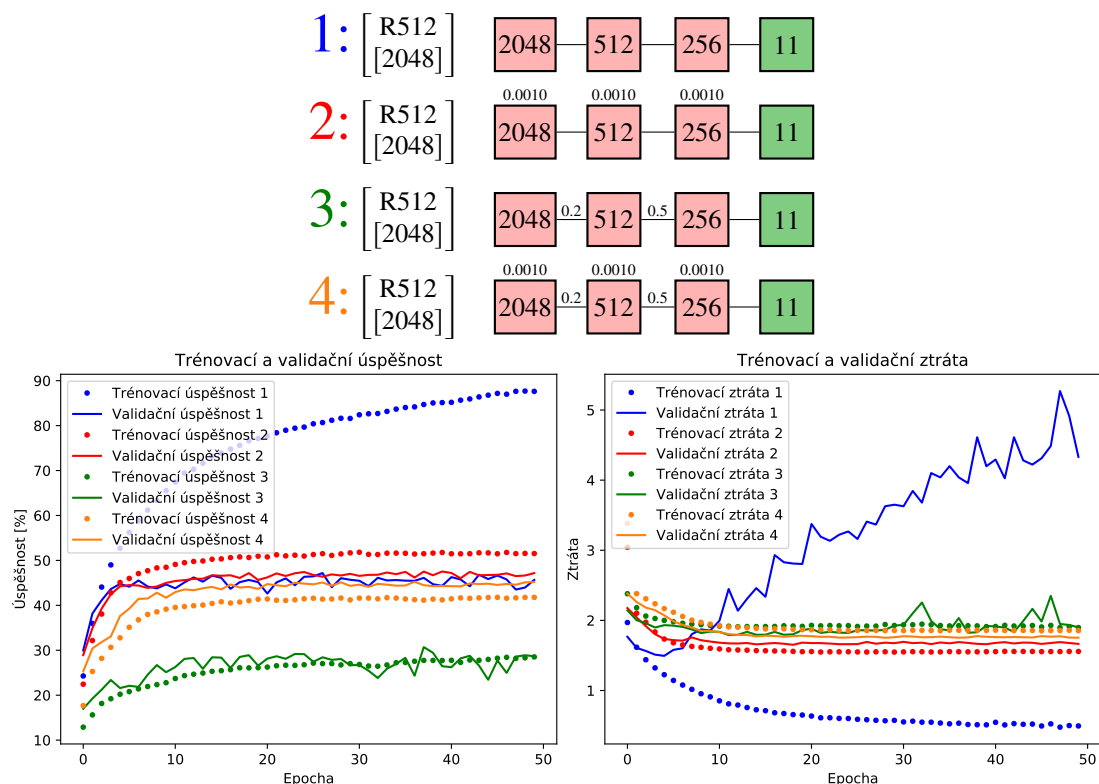 1: R512 [2048] 2048 512 256 11
0.0010 0.0010 0.0010
2: R512 [2048] 2048 512 256 11
3: R512 [2048] 2048 0.2 512 0.5 256 11
0.0010 0.0010 0.0010
4: R512 [2048] 2048 0.2 512 0.5 256 11
Trénovací a validační úspěšnost
Úspěšnost [%]
90
80
70
60
50
40
30
20
10
Trénovací úspěšnost 1
Validační úspěšnost 1
Trénovací úspěšnost 2
Validační úspěšnost 2
Trénovací úspěšnost 3
Validační úspěšnost 3
Trénovací úspěšnost 4
Validační úspěšnost 4
0 10 20 30 40 50
Epocha
Trénovací a validační ztráta
Ztráta
5
4
3
2
1
Trénovací ztráta 1
Validační ztráta 1
Trénovací ztráta 2
Validační ztráta 2
Trénovací ztráta 3
Validační ztráta 3
Trénovací ztráta 4
Validační ztráta 4
0 10 20 30 40 50
Epocha